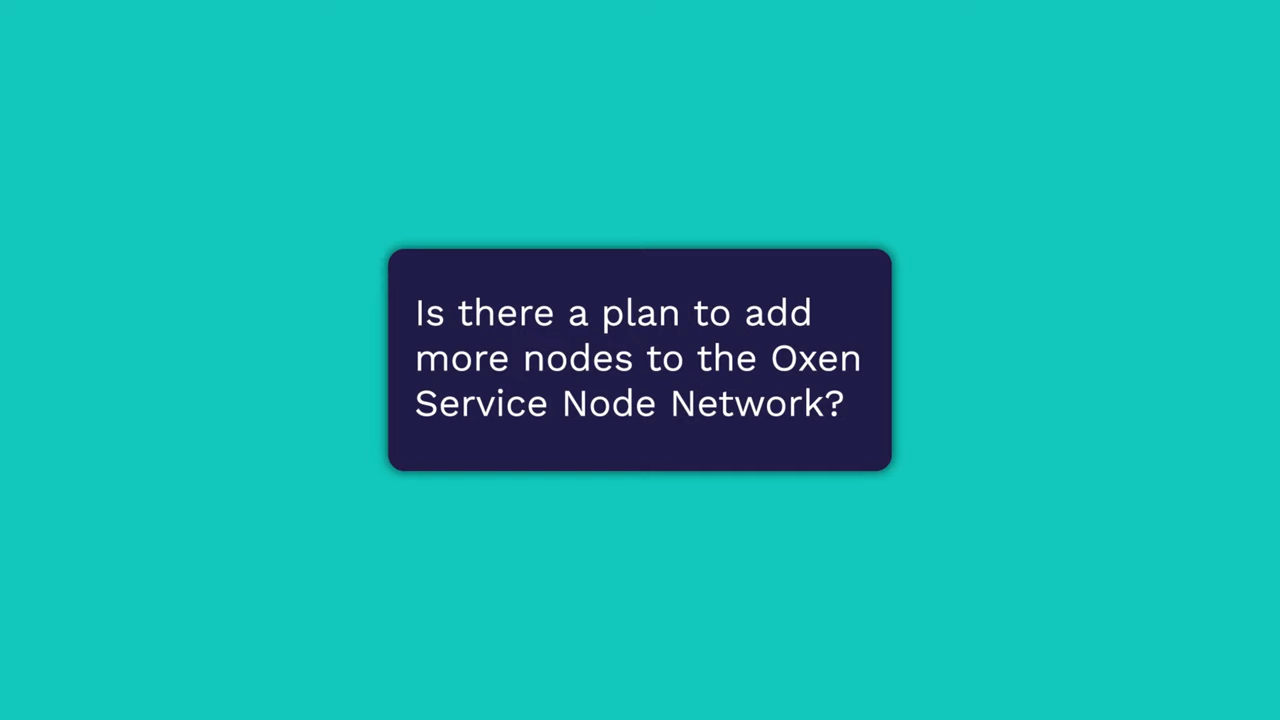 Is there a plan to add
more nodes to the Oxen
Service Node Network?